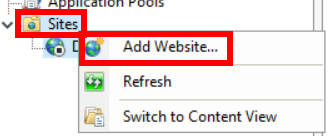 Application Pools
Sites
D
Add Website...
Refresh
Switch to Content View